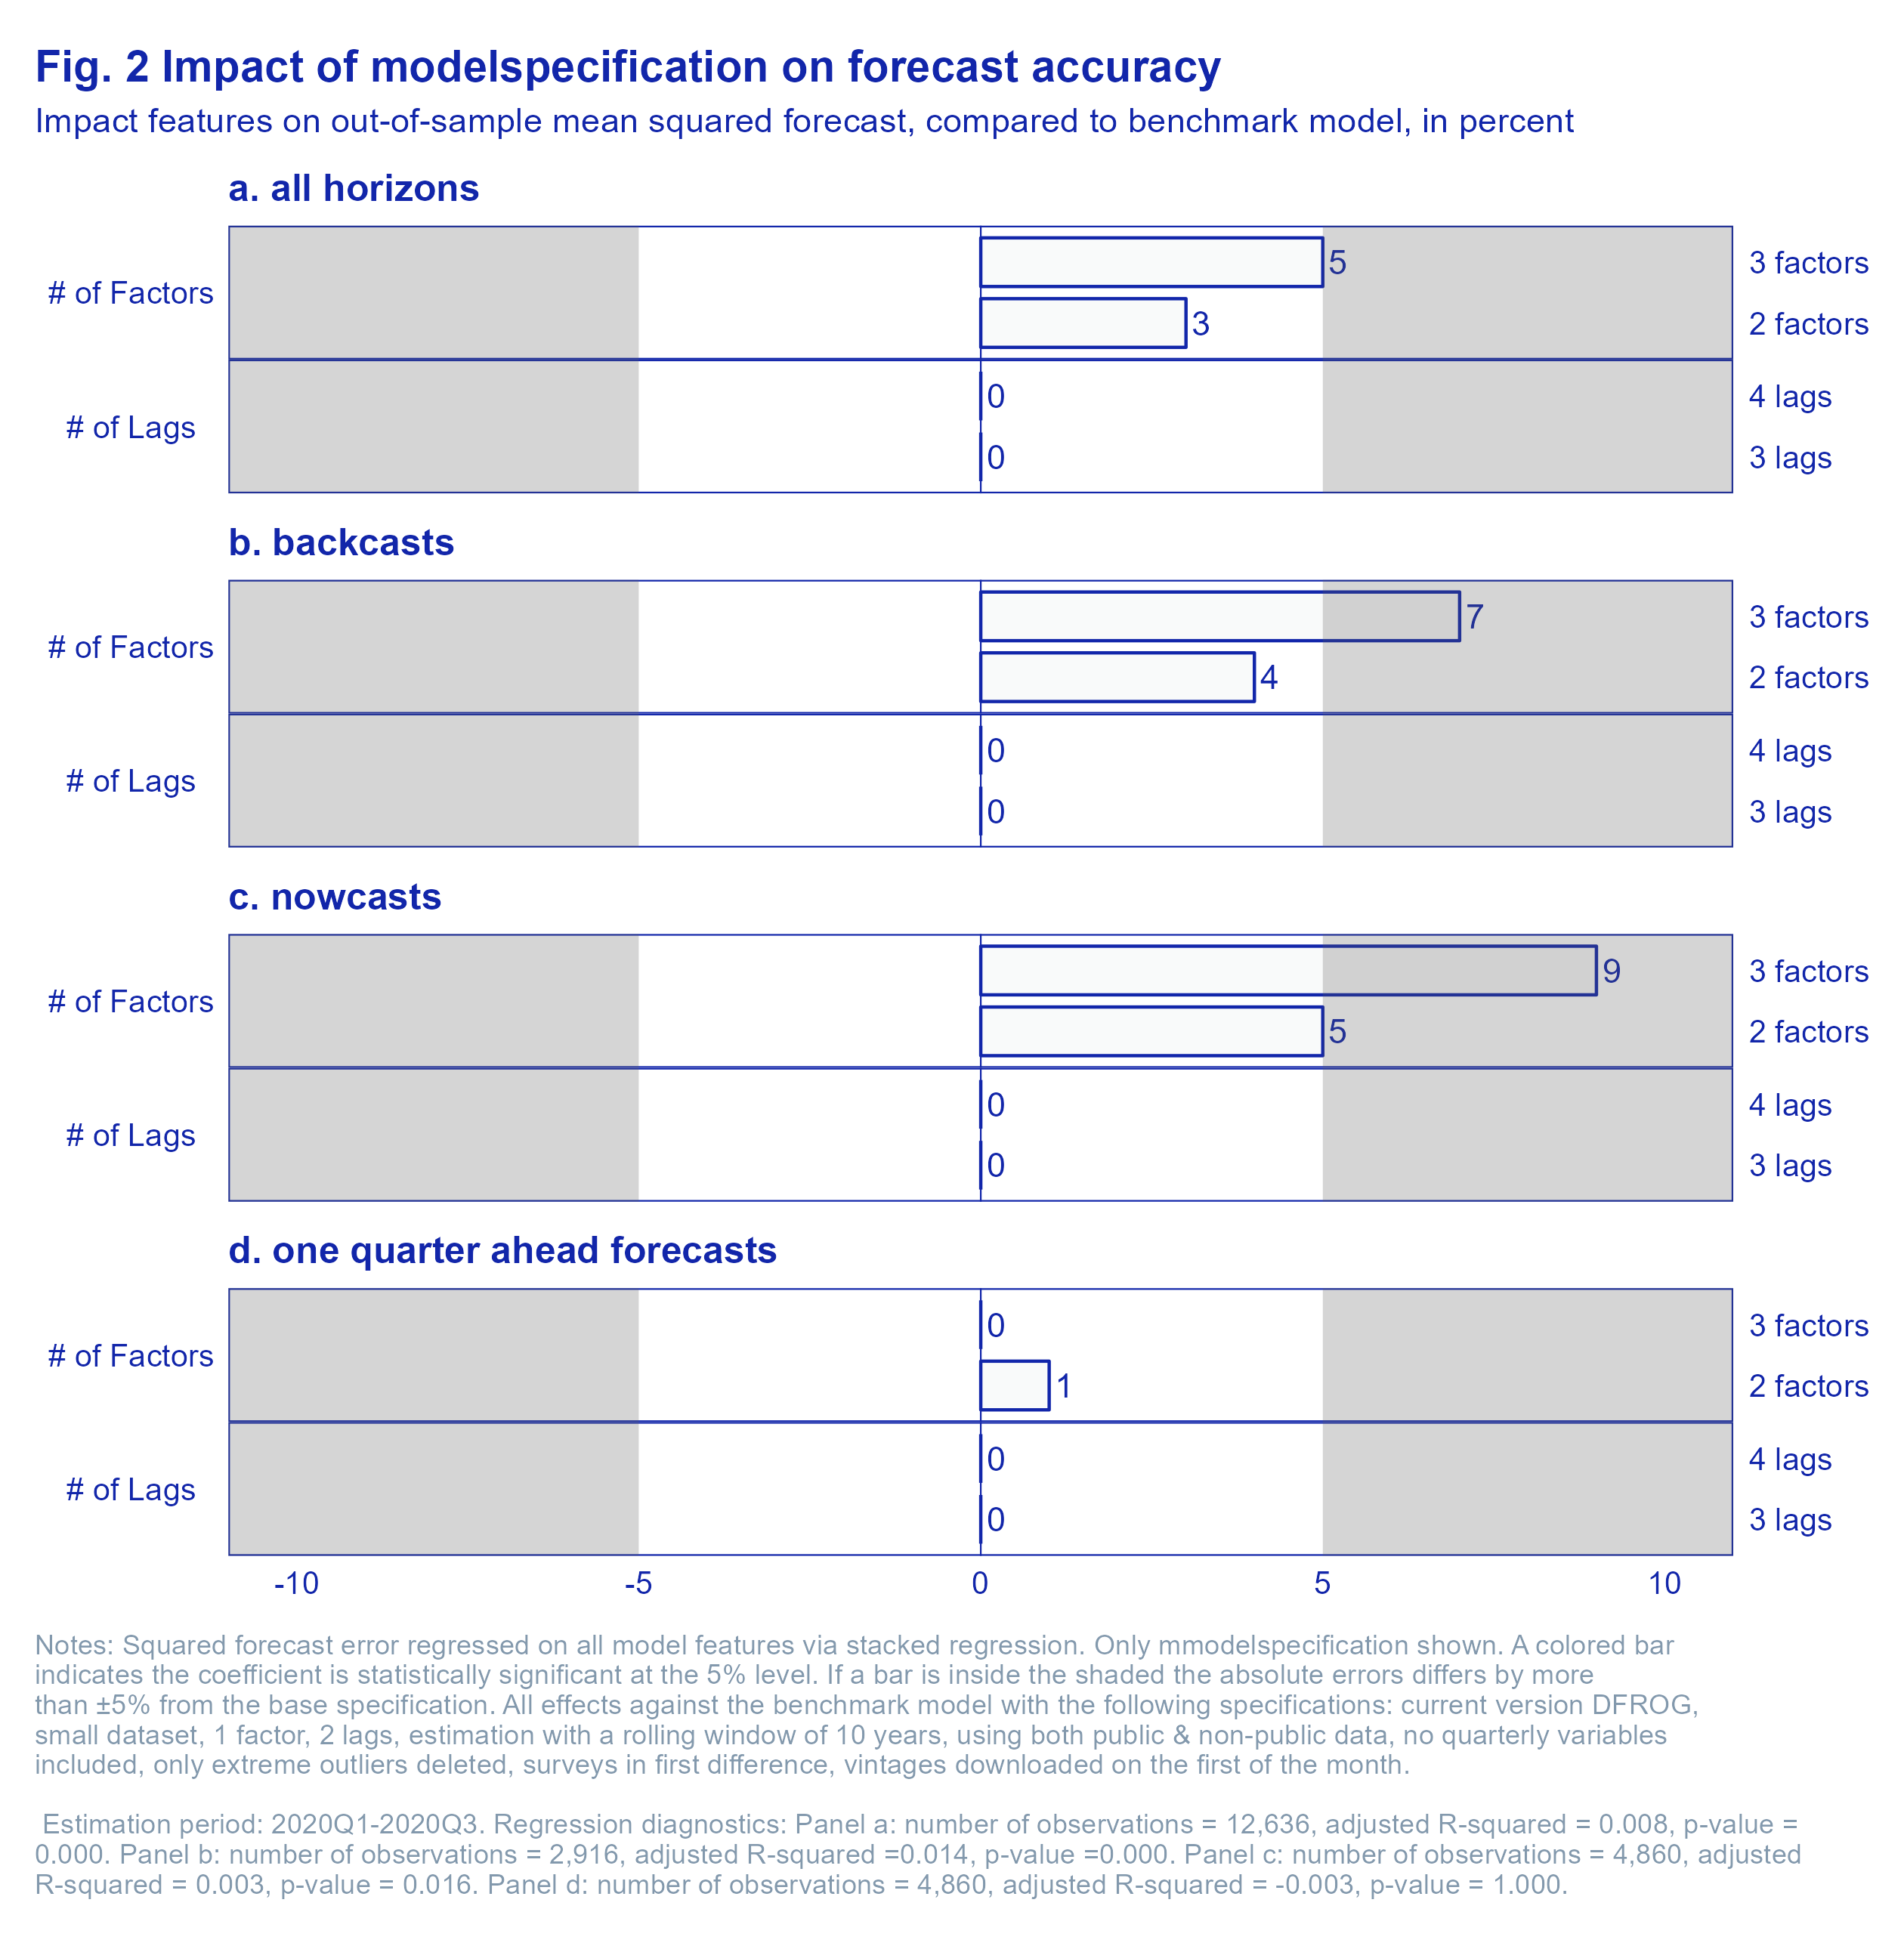 Fig. 2 Impact of modelspecification on forecast accuracy
Impact features on out-of-sample mean squared forecast, compared to benchmark model, in percent
a. all horizons
# of Factors
5
3 factors
3
2 factors
# of Lags
0
4 lags
0
3 lags
b. backcasts
# of Factors
7
3 factors
4
2 factors
# of Lags
0
4 lags
0
3 lags
c. nowcasts
# of Factors
9
3 factors
5
2 factors
# of Lags
0
4 lags
0
3 lags
d. one quarter ahead forecasts
# of Factors
0
3 factors
1
2 factors
# of Lags
0
4 lags
0
3 lags
-10 -5 0 5 10
Notes: Squared forecast error regressed on all model features via stacked regression. Only mmodelspecification shown. A colored bar
indicates the coefficient is statistically significant at the 5% level. If a bar is inside the shaded the absolute errors differs by more
than ±5% from the base specification. All effects against the benchmark model with the following specifications: current version DFROG,
small dataset, 1 factor, 2 lags, estimation with a rolling window of 10 years, using both public & non-public data, no quarterly variables
included, only extreme outliers deleted, surveys in first difference, vintages downloaded on the first of the month.
Estimation period: 2020Q1-2020Q3. Regression diagnostics: Panel a: number of observations = 12,636, adjusted R-squared = 0.008, p-value =
0.000. Panel b: number of observations = 2,916, adjusted R-squared =0.014, p-value =0.000. Panel c: number of observations = 4,860, adjusted
R-squared = 0.003, p-value = 0.016. Panel d: number of observations = 4,860, adjusted R-squared = -0.003, p-value = 1.000.